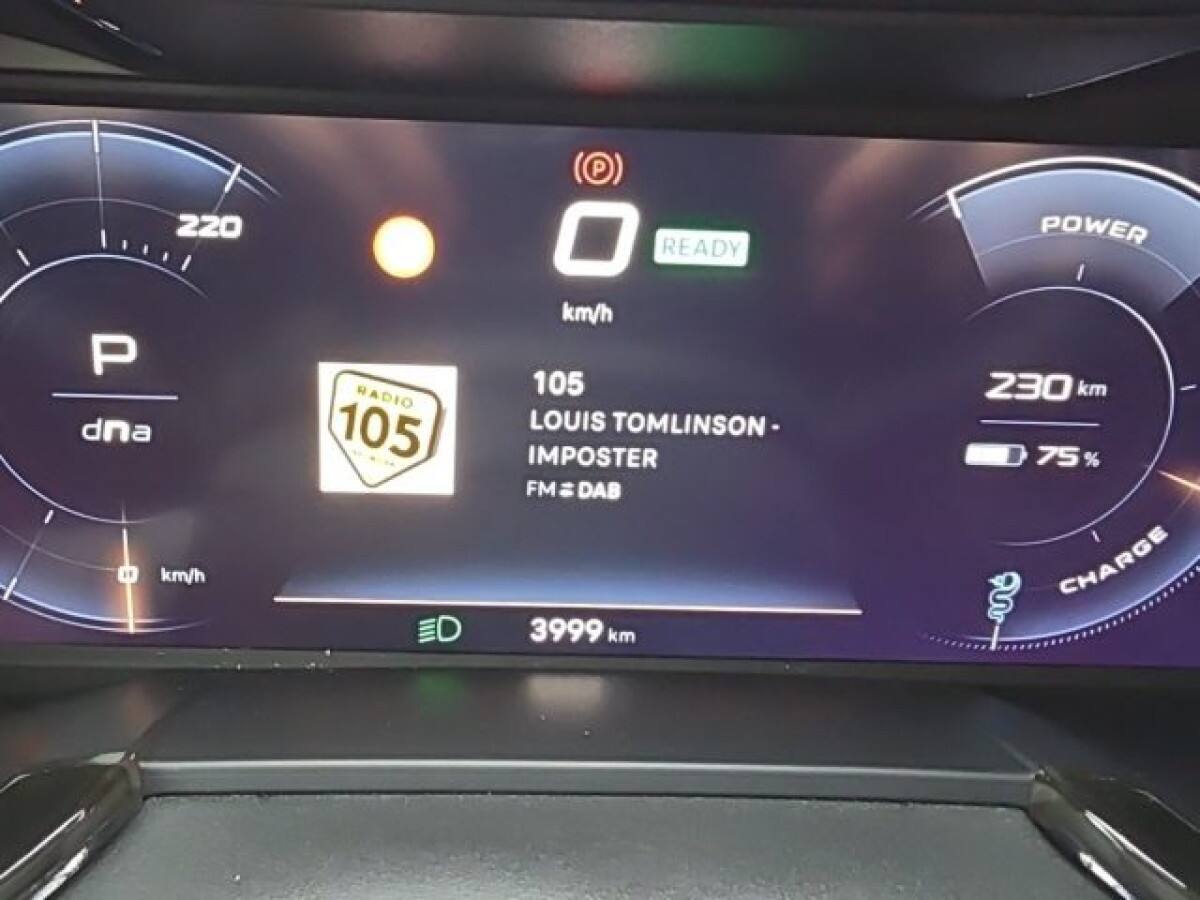 P
0
READY
km/h
220
POWER
P
dna
RADIO
105
105
LOUIS TOMLINSON -
IMPOSTER
FM ⇄ DAB
230 km
75 %
0 km/h
CHARGE
3999 km